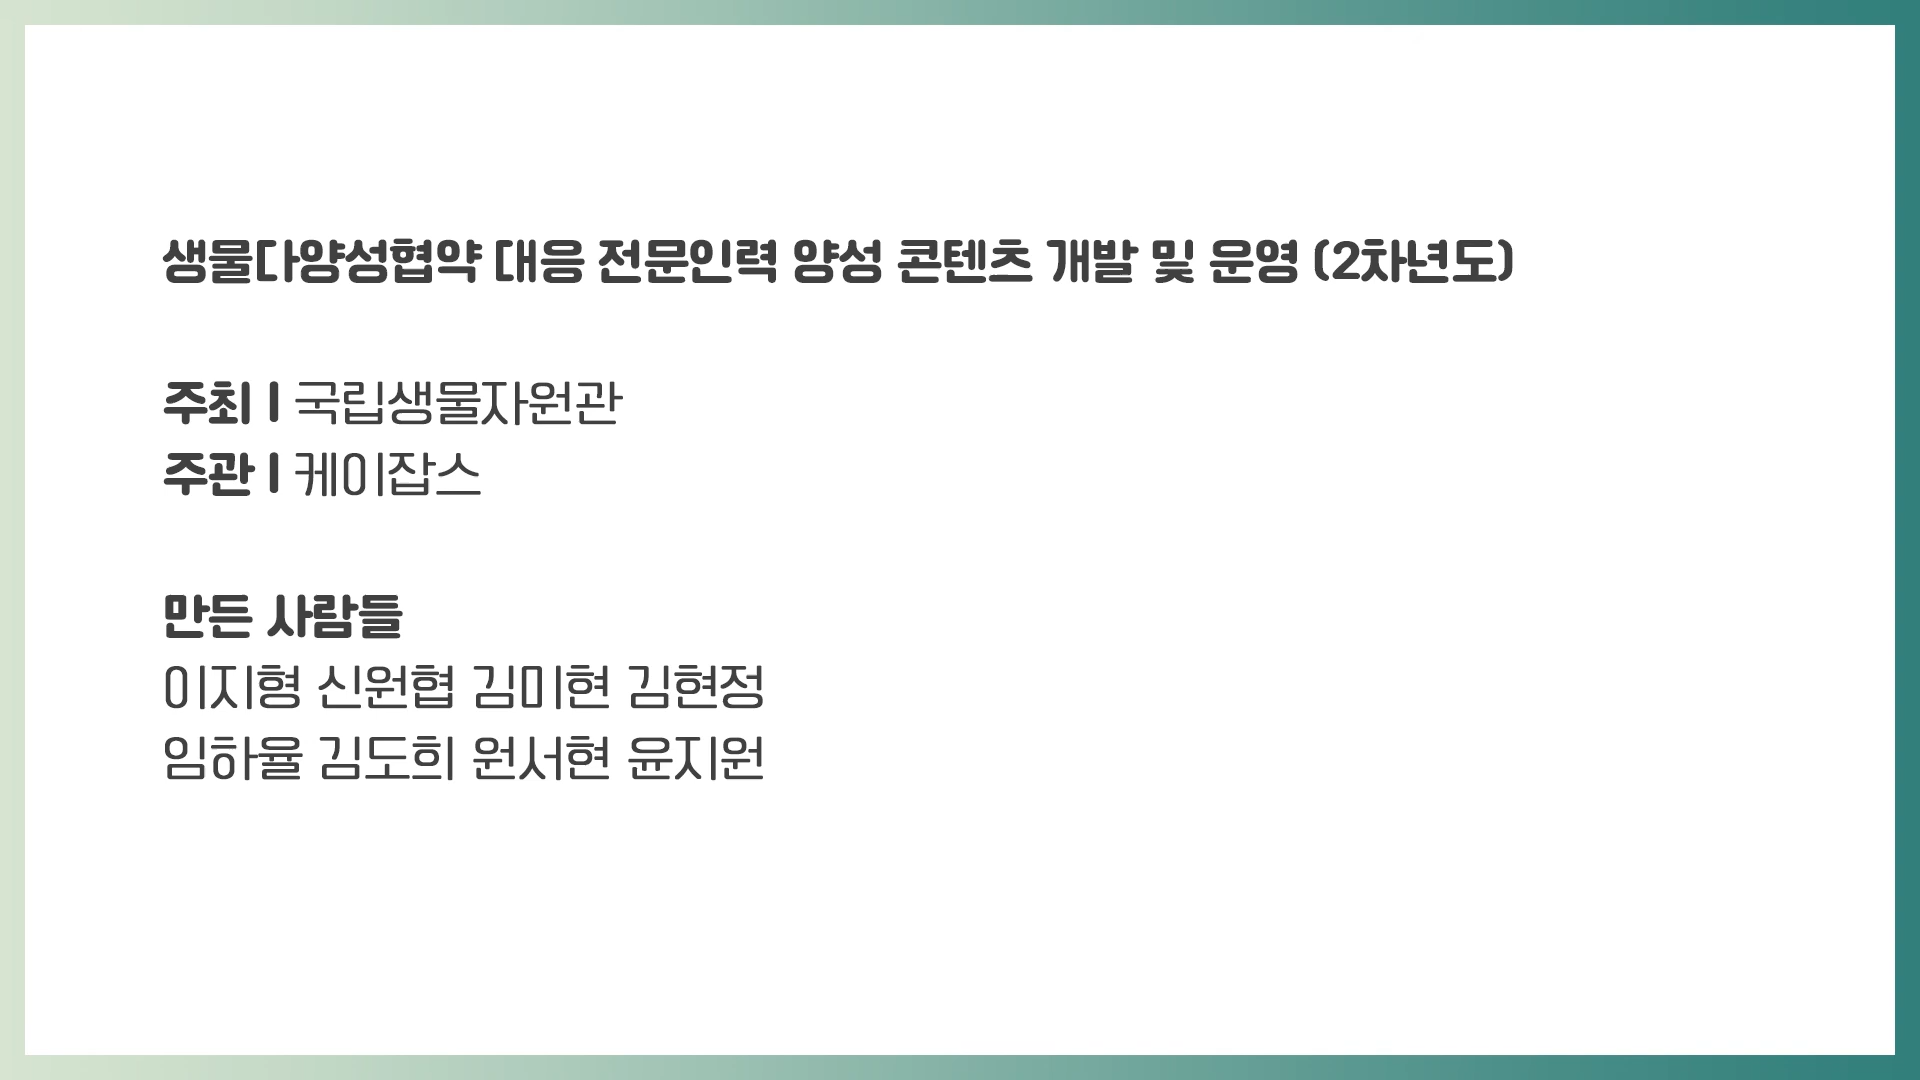 생물다양성협약 대응 전문인력 양성 콘텐츠 개발 및 운영 (2차년도)
주최 | 국립생물자원관
주관 | 케이잡스
만든 사람들
이지형 신원협 김미현 김현정
임하율 김도희 원서현 윤지원